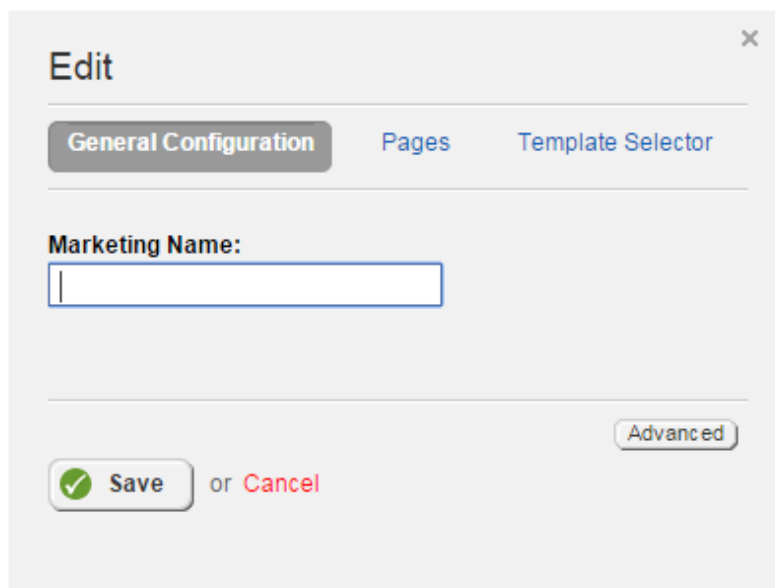 Edit
General Configuration Pages Template Selector
Marketing Name:
Advanced
Save or Cancel